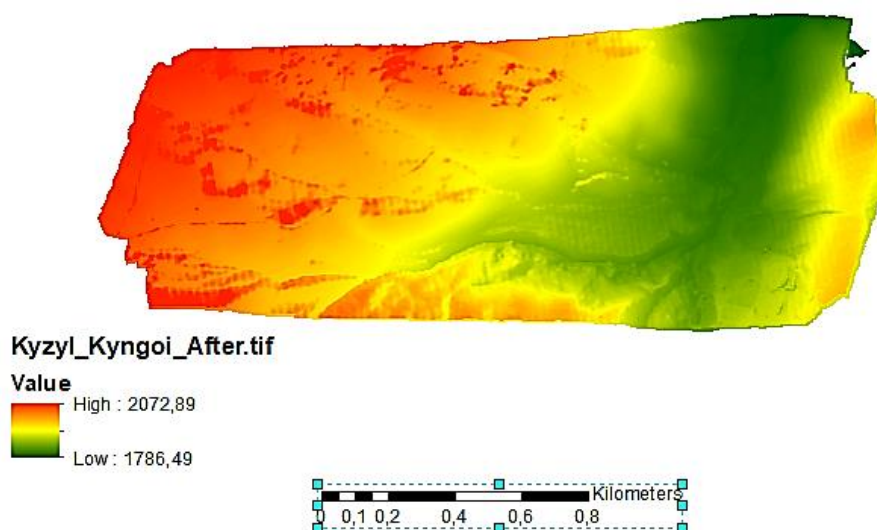 Kyzyl_Kyngoi_After.tif
Value
High : 2072,89
Low : 1786,49
Kilometers
0 0,1 0,2 0,4 0,6 0,8